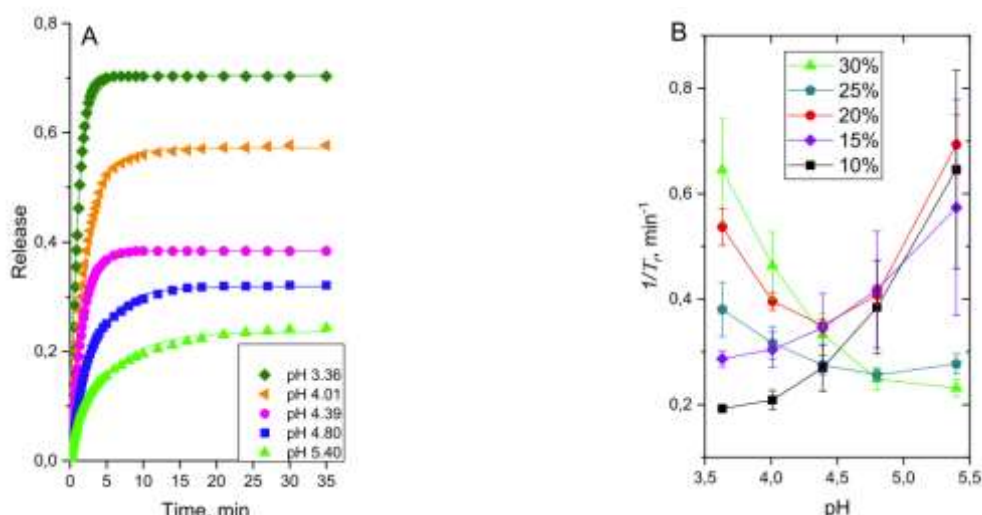 A
0,8
0,6
0,4
0,2
0,0
Release
0 5 10 15 20 25 30 35
Time, min
pH 3.36
pH 4.01
pH 4.39
pH 4.80
pH 5.40
B
0,8
0,6
0,4
0,2
1/Tr, min-1
3,5 4,0 4,5 5,0 5,5
pH
30%
25%
20%
15%
10%